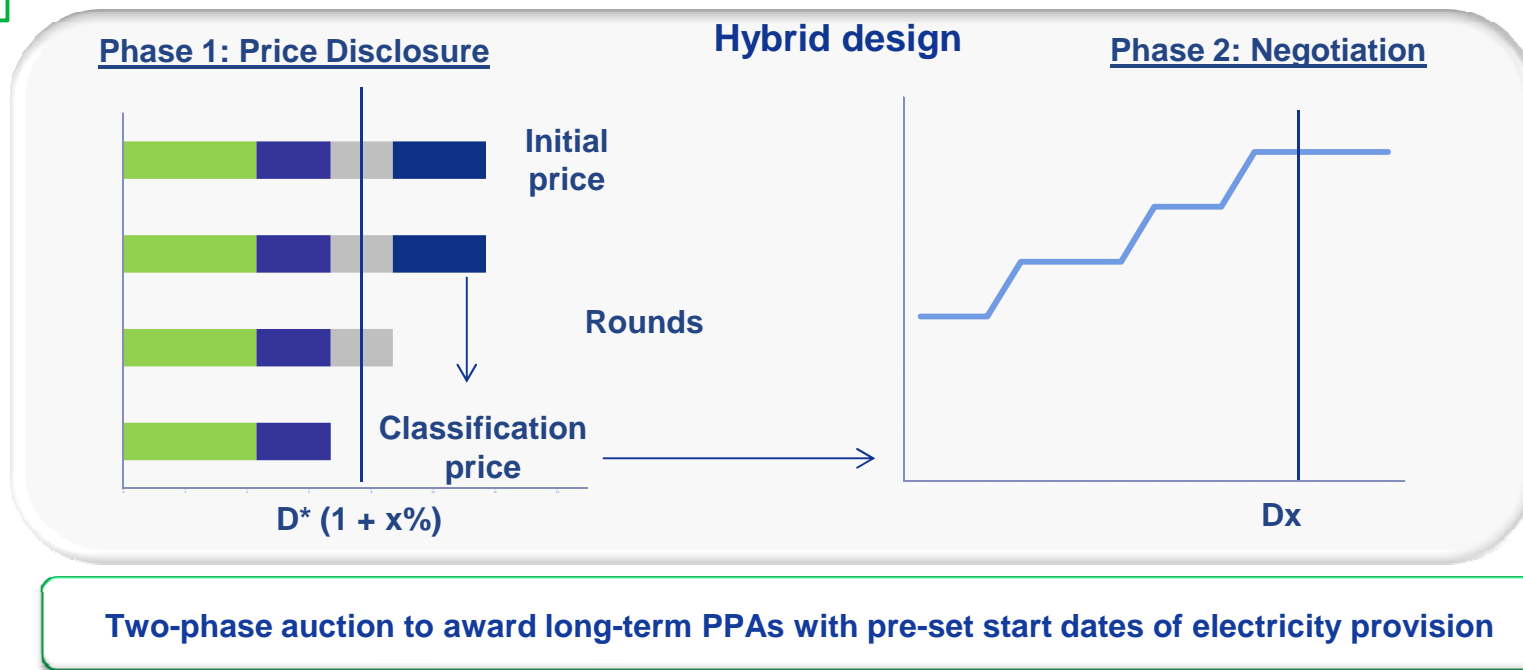 Hybrid design
Phase 1: Price Disclosure
Initial
price
Rounds
Classification
price
D* (1 + x%)
Phase 2: Negotiation
Dx
Two-phase auction to award long-term PPAs with pre-set start dates of electricity provision